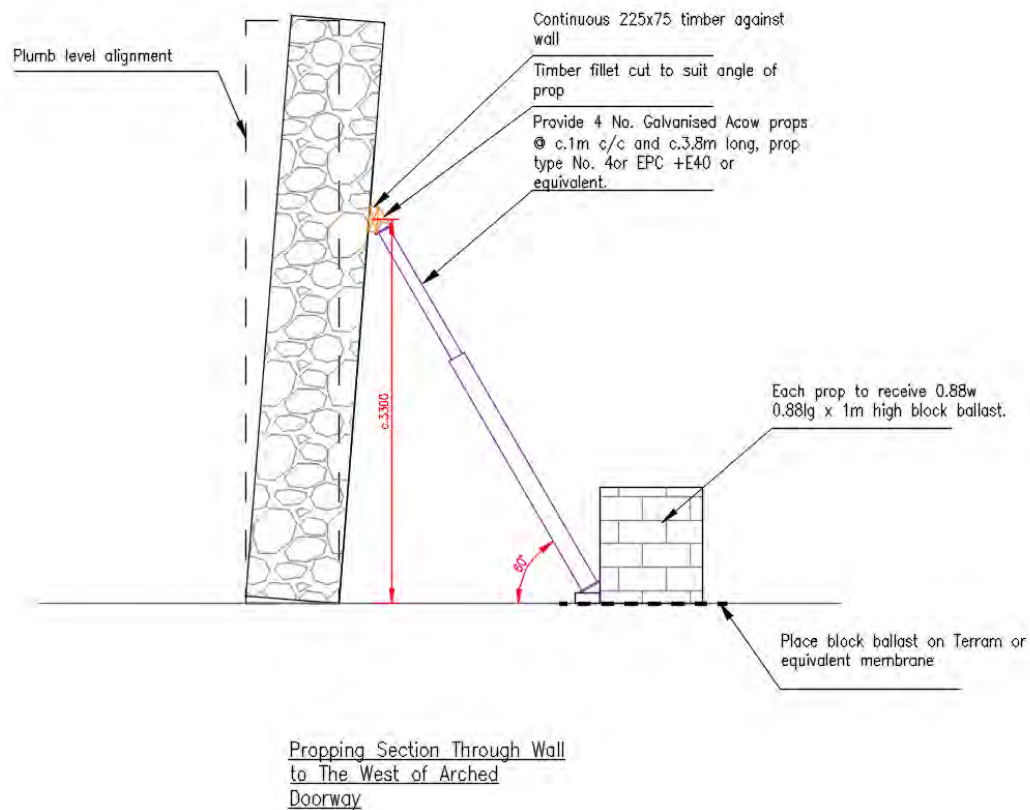 Continuous 225x75 timber against
wall
Plumb level alignment
Timber fillet cut to suit angle of
prop
Provide 4 No. Galvanised Acow props
@ c.1m c/c and c.3.8m long, prop
type No. 4or EPC +E40 or
equivalent.
c.3300
60°
Each prop to receive 0.88w
0.88lg x 1m high block ballast.
Place block ballast on Terram or
equivalent membrane
Propping Section Through Wall
to The West of Arched
Doorway